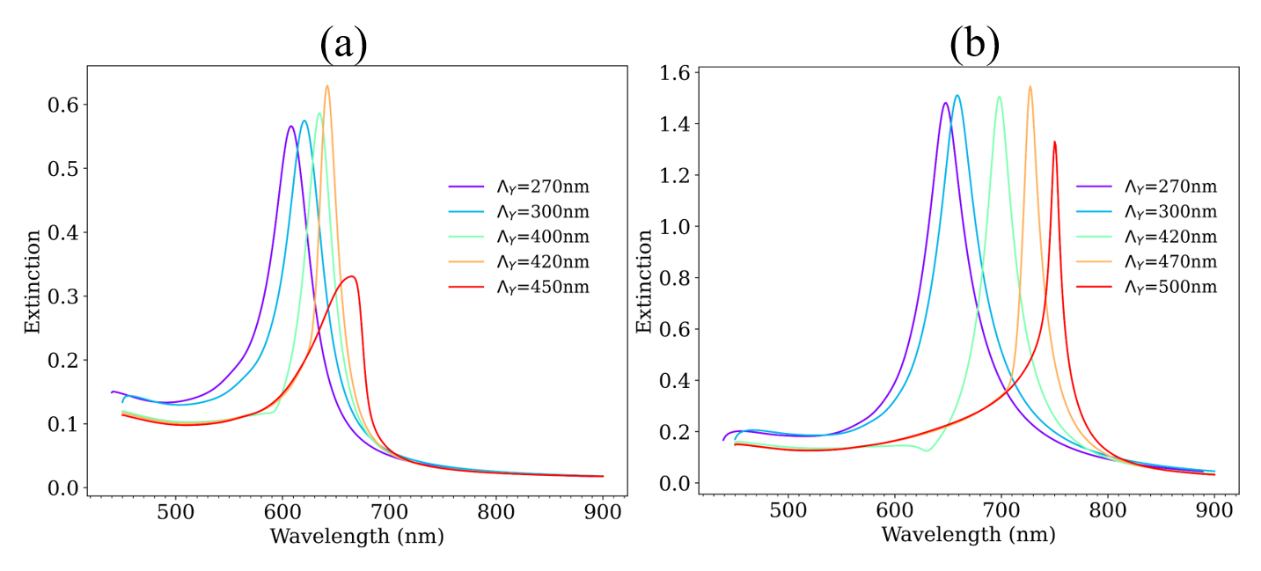 (a)
0.6
0.5
0.4
0.3
0.2
0.1
0.0
Extinction
Λ_Y=270nm
Λ_Y=300nm
Λ_Y=400nm
Λ_Y=420nm
Λ_Y=450nm
500 600 700 800 900
Wavelength (nm)
(b)
1.6
1.4
1.2
1.0
0.8
0.6
0.4
0.2
0.0
Extinction
Λ_Y=270nm
Λ_Y=300nm
Λ_Y=420nm
Λ_Y=470nm
Λ_Y=500nm
500 600 700 800 900
Wavelength (nm)